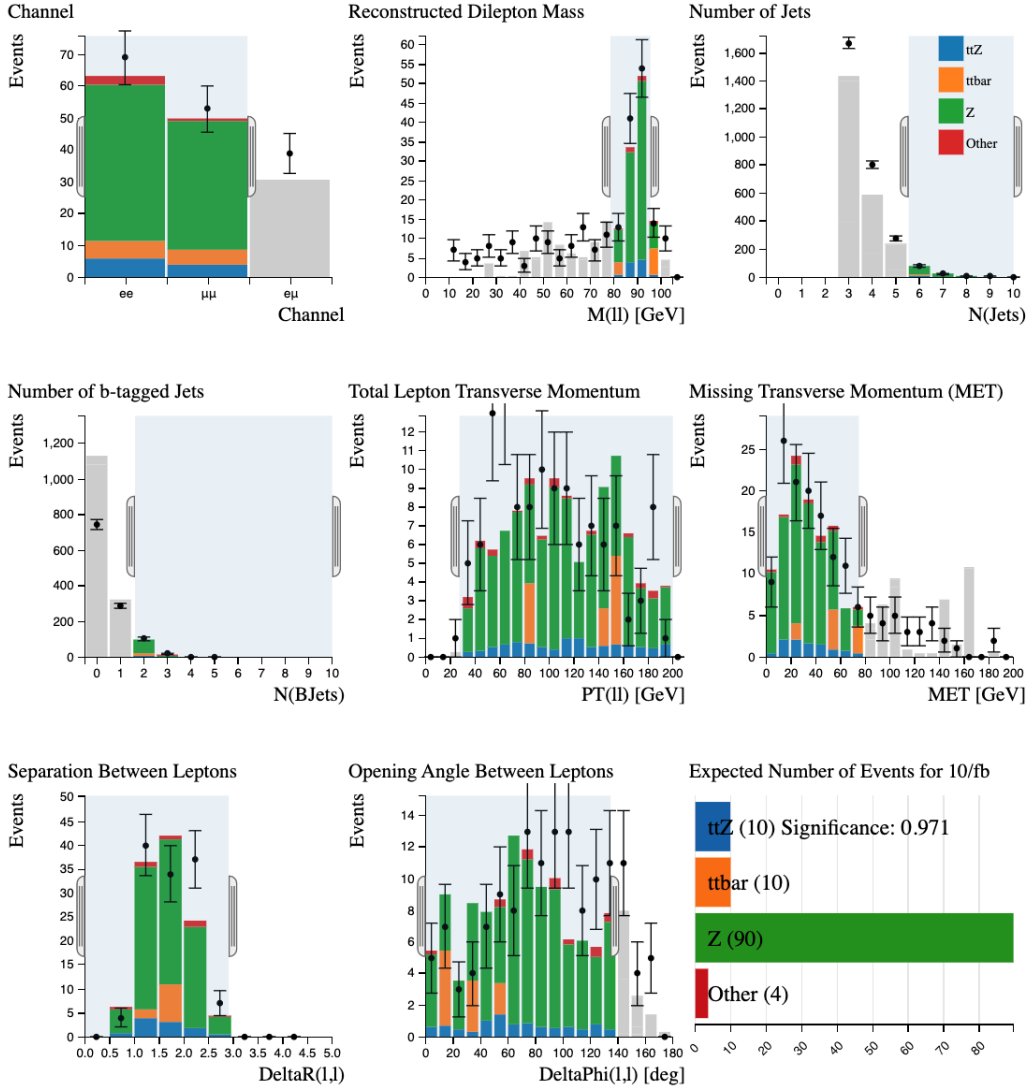 Channel
Events
0
10
20
30
40
50
60
70
ee
μμ
eμ
Channel
Reconstructed Dilepton Mass
Events
0
5
10
15
20
25
30
35
40
45
50
55
60
0 10 20 30 40 50 60 70 80 90 100
M(ll) [GeV]
Number of Jets
Events
0
200
400
600
800
1,000
1,200
1,400
1,600
ttZ
ttbar
Z
Other
0 1 2 3 4 5 6 7 8 9 10
N(Jets)
Number of b-tagged Jets
Events
0
200
400
600
800
1,000
1,200
0 1 2 3 4 5 6 7 8 9 10
N(BJets)
Total Lepton Transverse Momentum
Events
0
1
2
3
4
5
6
7
8
9
10
11
12
0 20 40 60 80 100 120 140 160 180 200
PT(ll) [GeV]
Missing Transverse Momentum (MET)
Events
0
5
10
15
20
25
0 20 40 60 80 100 120 140 160 180 200
MET [GeV]
Separation Between Leptons
Events
0
5
10
15
20
25
30
35
40
45
50
0.0 0.5 1.0 1.5 2.0 2.5 3.0 3.5 4.0 4.5 5.0
DeltaR(l,l)
Opening Angle Between Leptons
Events
0
2
4
6
8
10
12
14
0 20 40 60 80 100 120 140 160 180
DeltaPhi(l,l) [deg]
Expected Number of Events for 10/fb
ttZ (10) Significance: 0.971
ttbar (10)
Z (90)
Other (4)
0 10 20 30 40 50 60 70 80